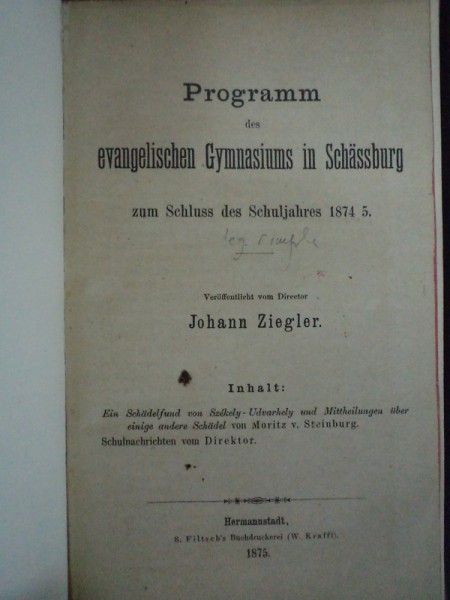 Programm
des
evangelischen Gymnasiums in Schässburg
zum Schluss des Schuljahres 1874 5.
Veröffentlicht vom Director
Johann Ziegler.
Inhalt:
Ein Schädelfund von Székely-Udvarhely und Mittheilungen über
einige andere Schädel von Moritz v. Steinburg.
Schulnachrichten vom Direktor.
Hermannstadt,
S. Filtsch's Buchdruckerei (W. Krafft).
1875.